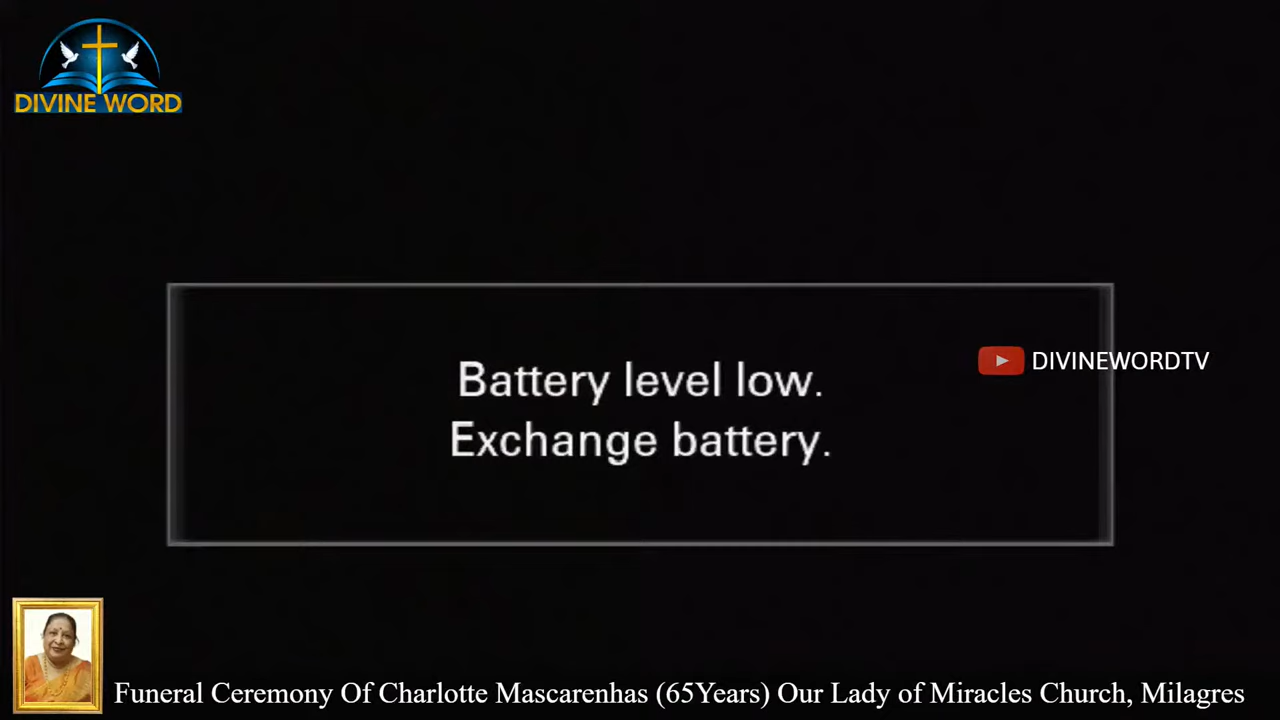 DIVINE WORD
Battery level low.
Exchange battery.
DIVINEWORDTV
Funeral Ceremony Of Charlotte Mascarenhas (65Years) Our Lady of Miracles Church, Milagres